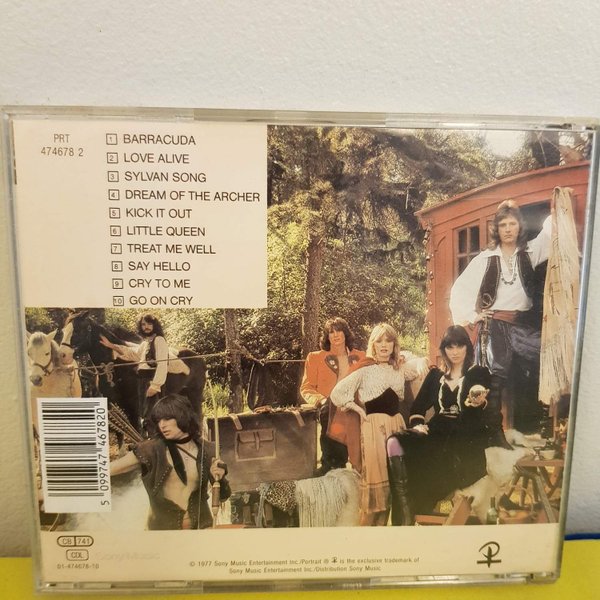 PRT
474678 2
1 BARRACUDA
2 LOVE ALIVE
3 SYLVAN SONG
4 DREAM OF THE ARCHER
5 KICK IT OUT
6 LITTLE QUEEN
7 TREAT ME WELL
8 SAY HELLO
9 CRY TO ME
10 GO ON CRY
5 099747 467820
CB 741
CDL
Sony Music
01-474678-10
© 1977 Sony Music Entertainment Inc./Portrait ℗ is the exclusive trademark of
Sony Music Entertainment Inc./Distribution Sony Music